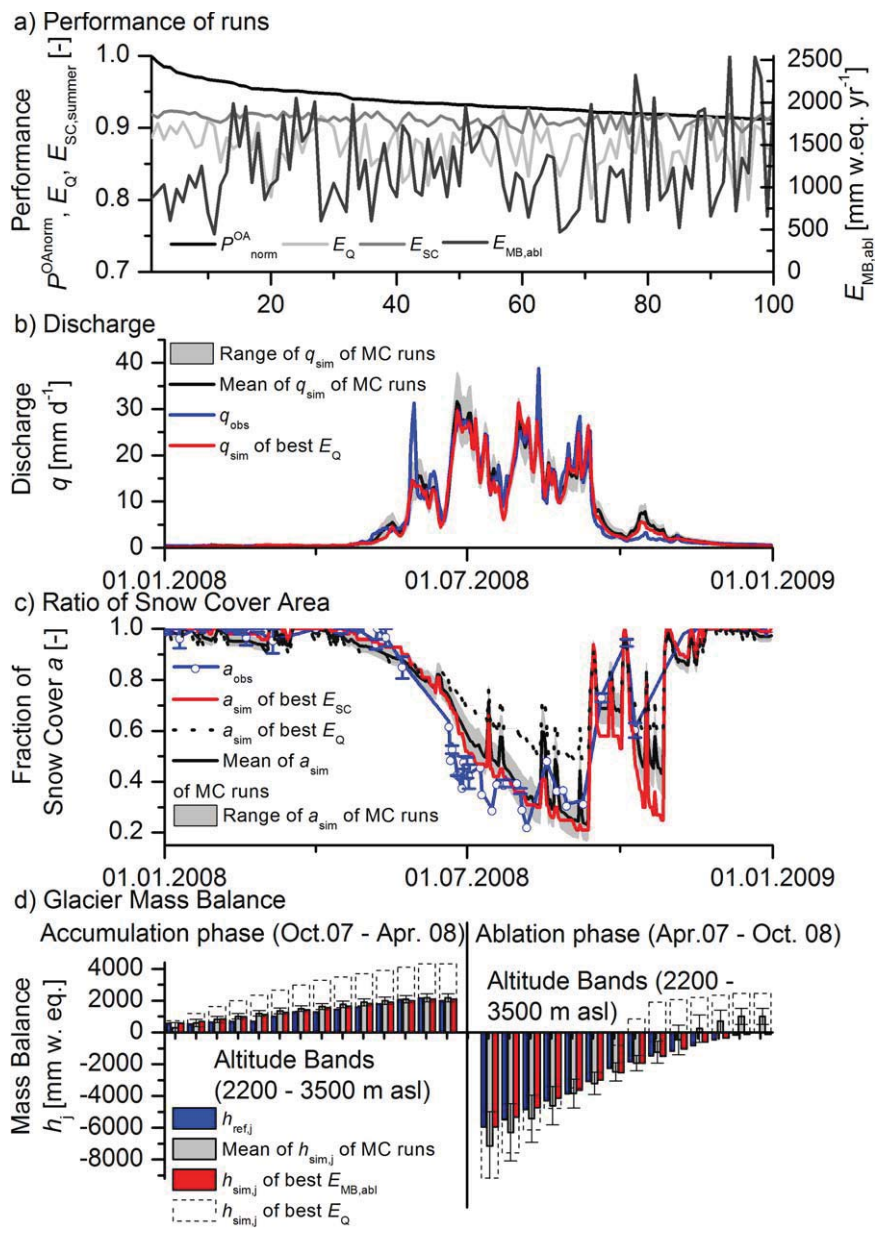 a) Performance of runs
Performance
P^OAnorm, E_Q, E_SC,summer [-]
1.0
0.9
0.8
0.7
2500
2000
1500
1000
500
0
E_MB,abl [mm w.eq. yr^-1]
P^OA_norm E_Q E_SC E_MB,abl
20 40 60 80 100
b) Discharge
Discharge
q [mm d^-1]
40
30
20
10
0
Range of q_sim of MC runs
Mean of q_sim of MC runs
q_obs
q_sim of best E_Q
01.01.2008 01.07.2008 01.01.2009
c) Ratio of Snow Cover Area
Fraction of
Snow Cover a [-]
1.0
0.8
0.6
0.4
0.2
a_obs
a_sim of best E_SC
a_sim of best E_Q
Mean of a_sim
of MC runs
Range of a_sim of MC runs
01.01.2008 01.07.2008 01.01.2009
d) Glacier Mass Balance
Accumulation phase (Oct.07 - Apr. 08)
Ablation phase (Apr.07 - Oct. 08)
Mass Balance
h_j [mm w. eq.]
4000
2000
0
-2000
-4000
-6000
-8000
Altitude Bands
(2200 - 3500 m asl)
h_ref,j
Mean of h_sim,j of MC runs
h_sim,j of best E_MB,abl
h_sim,j of best E_Q
Altitude Bands (2200 -
3500 m asl)